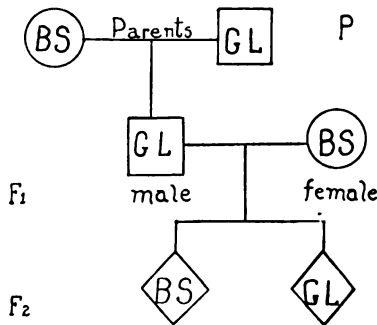 BS Parents GL P
GL BS
F₁ male female
BS GL
F₂